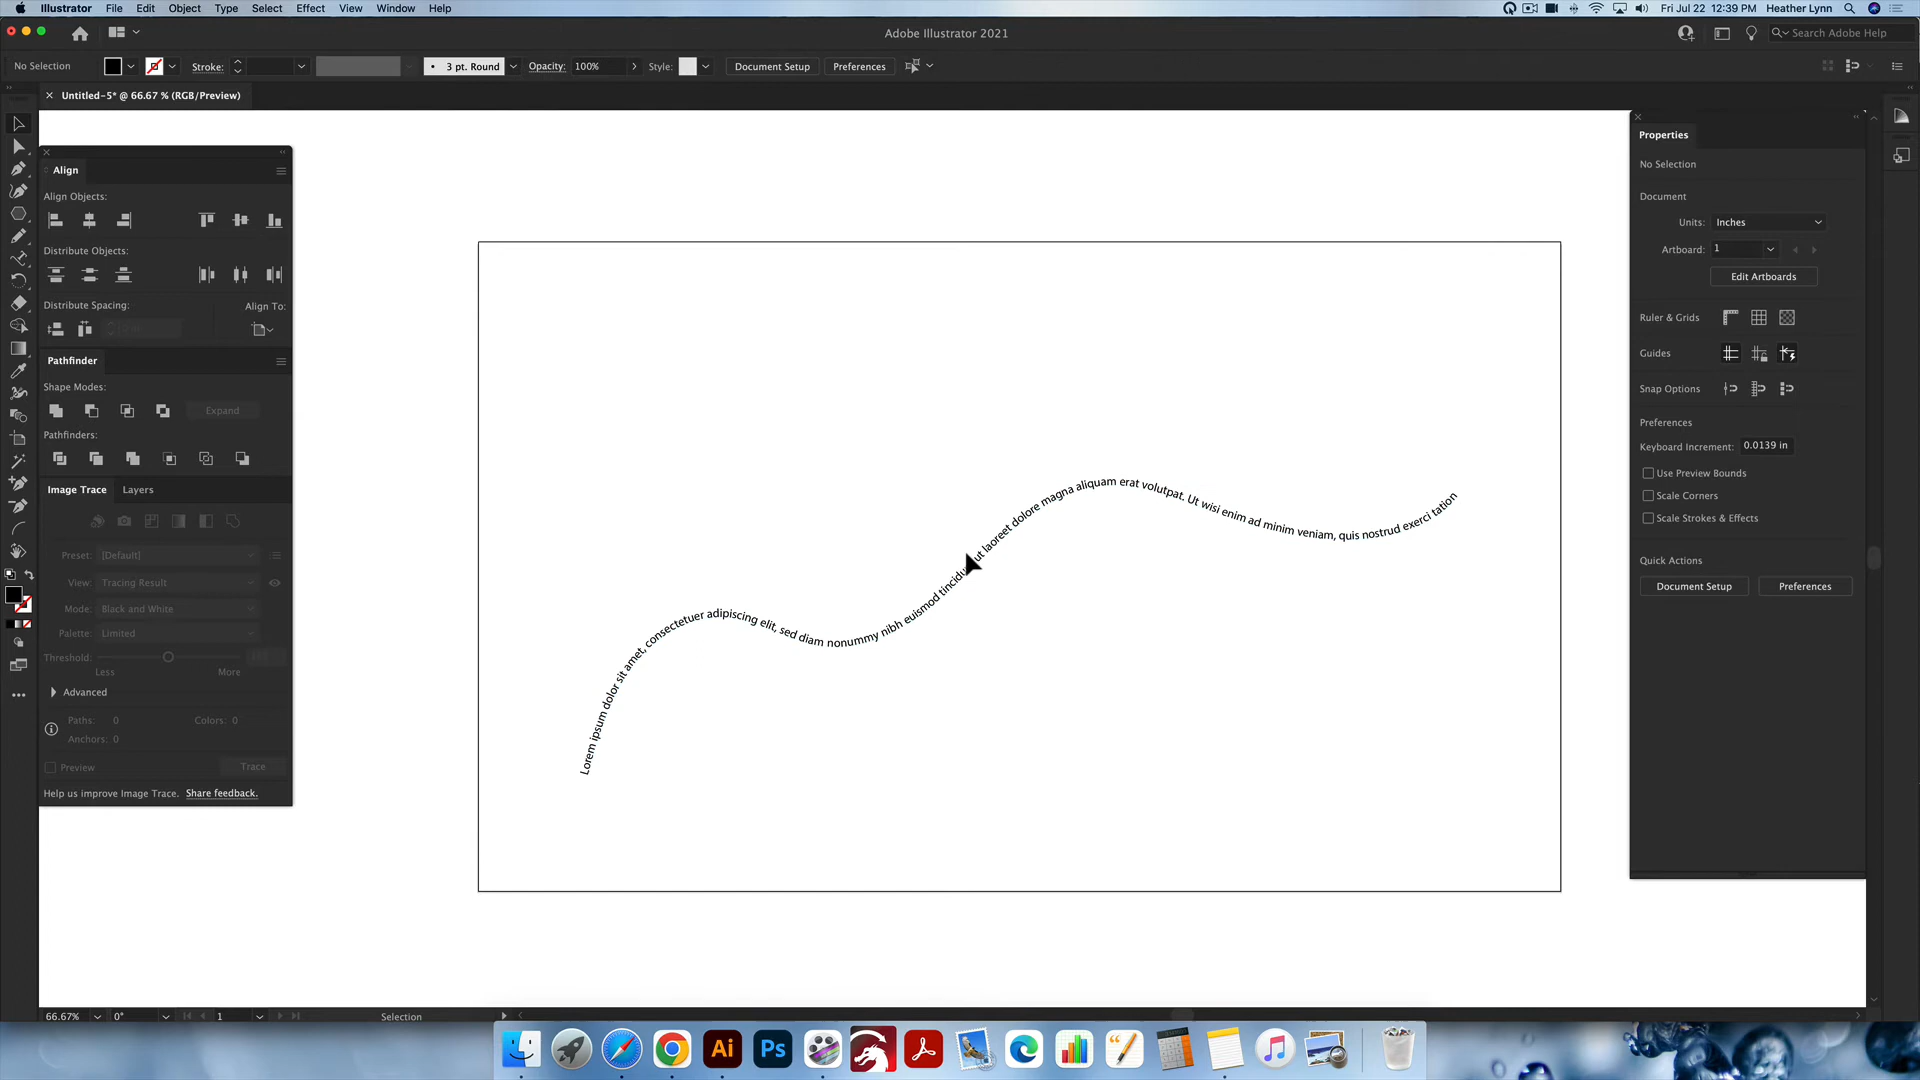 Illustrator File Edit Object Type Select Effect View Window Help
Fri Jul 22 12:39 PM Heather Lynn
Adobe Illustrator 2021
Search Adobe Help
No Selection
Stroke:
3 pt. Round
Opacity: 100%
Style:
Document Setup
Preferences
Untitled-5* @ 66.67 % (RGB/Preview)
Align
Align Objects:
Distribute Objects:
Distribute Spacing:
Align To:
Pathfinder
Shape Modes:
Expand
Pathfinders:
Image Trace Layers
Preset: [Default]
View: Tracing Result
Mode: Black and White
Palette: Limited
Threshold:
Less More
Advanced
Paths: 0 Colors: 0
Anchors: 0
Preview
Trace
Help us improve Image Trace. Share feedback.
Lorem ipsum dolor sit amet, consectetuer adipiscing elit, sed diam nonummy nibh euismod tincidu ut laoreet dolore magna aliquam erat volutpat. Ut wisi enim ad minim veniam, quis nostrud exerci tation
Properties
No Selection
Document
Units: Inches
Artboard: 1
Edit Artboards
Ruler & Grids
Guides
Snap Options
Preferences
Keyboard Increment: 0.0139 in
Use Preview Bounds
Scale Corners
Scale Strokes & Effects
Quick Actions
Document Setup Preferences
66.67% 0° 1 Selection
Ai Ps